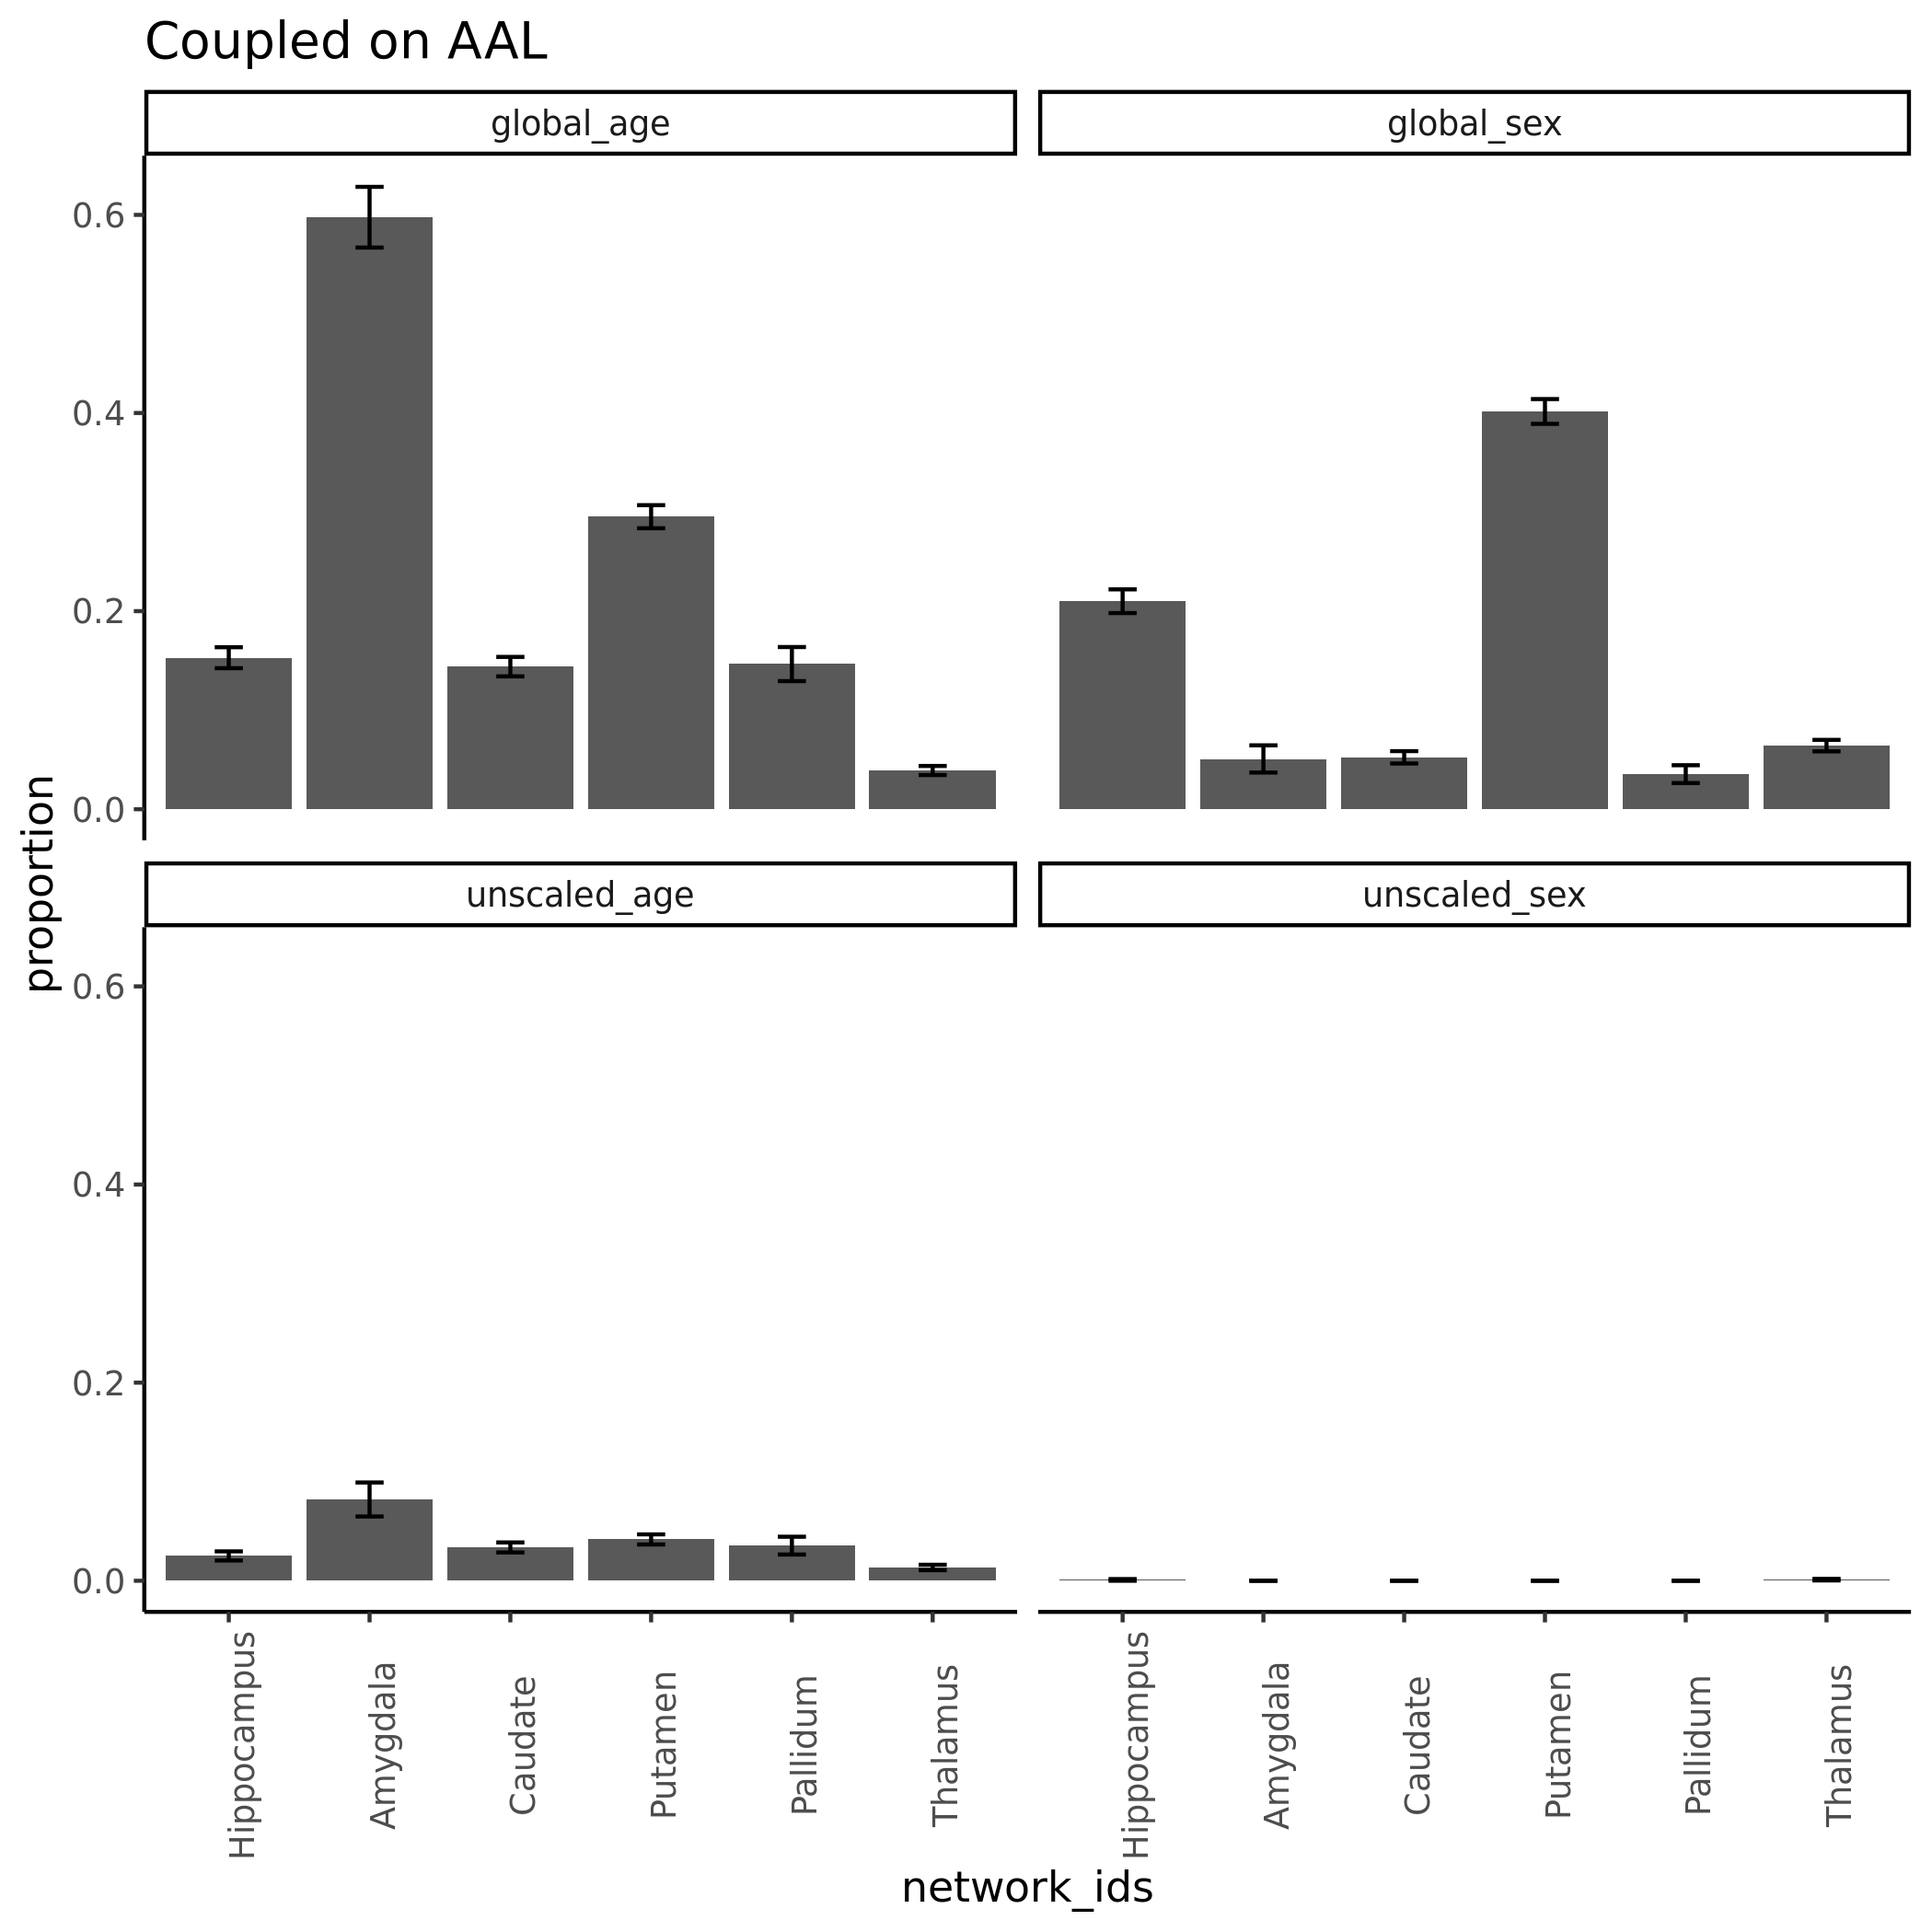 Coupled on AAL
global_age
global_sex
0.6
0.4
0.2
0.0
unscaled_age
unscaled_sex
0.6
0.4
0.2
0.0
proportion
Hippocampus
Amygdala
Caudate
Putamen
Pallidum
Thalamus
Hippocampus
Amygdala
Caudate
Putamen
Pallidum
Thalamus
network_ids